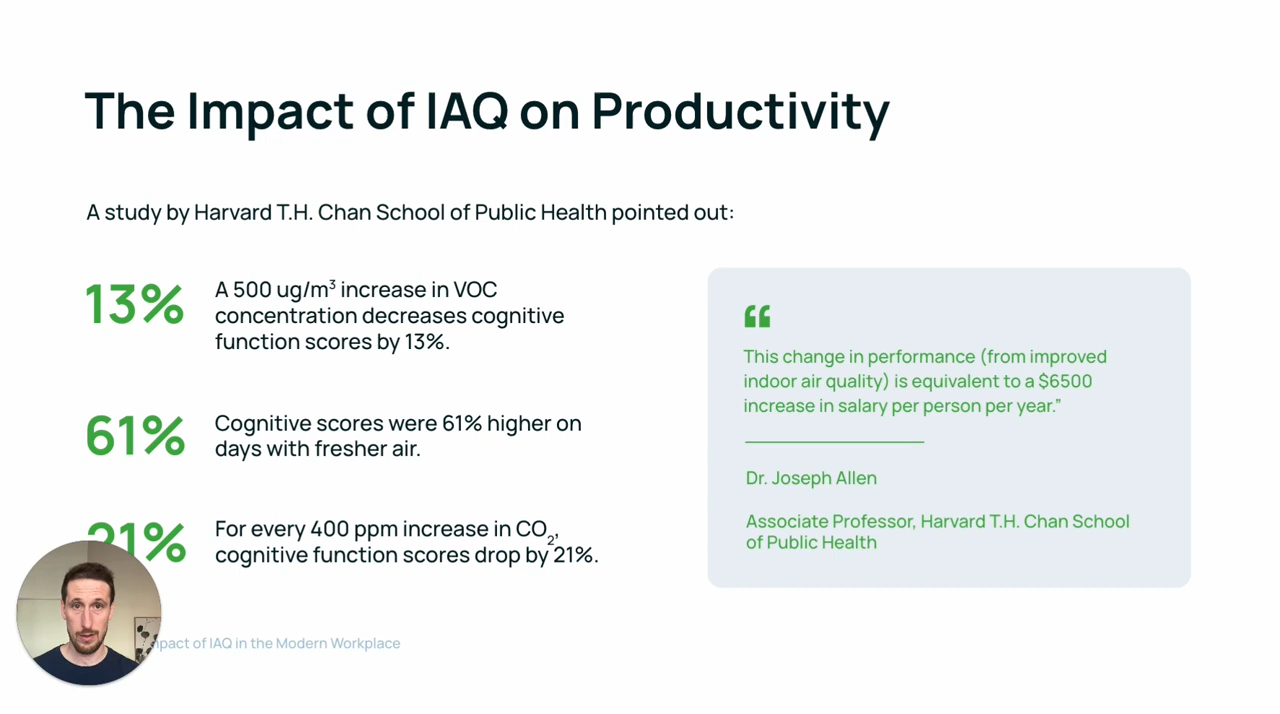 The Impact of IAQ on Productivity
A study by Harvard T.H. Chan School of Public Health pointed out:
13%
A 500 ug/m³ increase in VOC
concentration decreases cognitive
function scores by 13%.
61%
Cognitive scores were 61% higher on
days with fresher air.
21%
For every 400 ppm increase in CO₂,
cognitive function scores drop by 21%.
“
This change in performance (from improved
indoor air quality) is equivalent to a $6500
increase in salary per person per year.”
Dr. Joseph Allen
Associate Professor, Harvard T.H. Chan School
of Public Health
of IAQ in the Modern Workplace